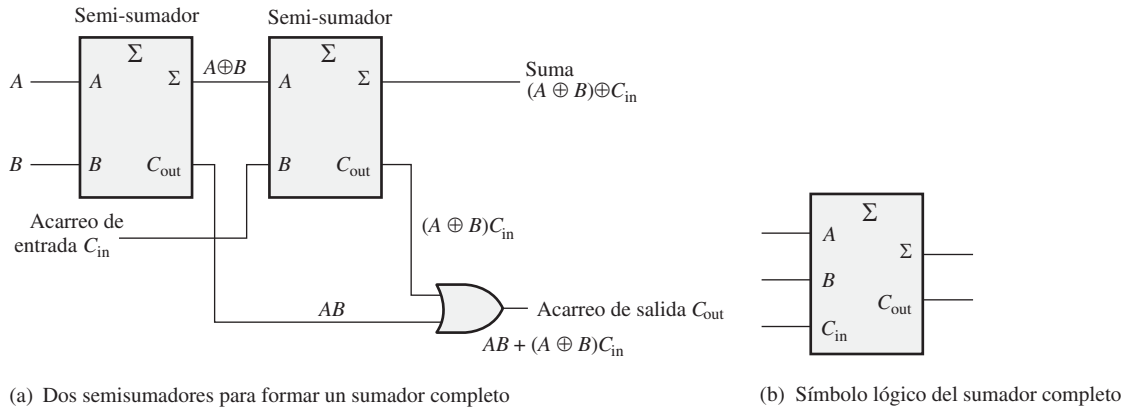 Semi-sumador
Semi-sumador
Σ
Σ
A
A
Σ
A⊕B
A
Σ
Suma
(A ⊕ B)⊕Cin
B
B
Cout
B
Cout
Acarreo de
entrada Cin
(A ⊕ B)Cin
AB
Acarreo de salida Cout
AB + (A ⊕ B)Cin
Σ
A
Σ
B
Cout
Cin
(a) Dos semisumadores para formar un sumador completo
(b) Símbolo lógico del sumador completo